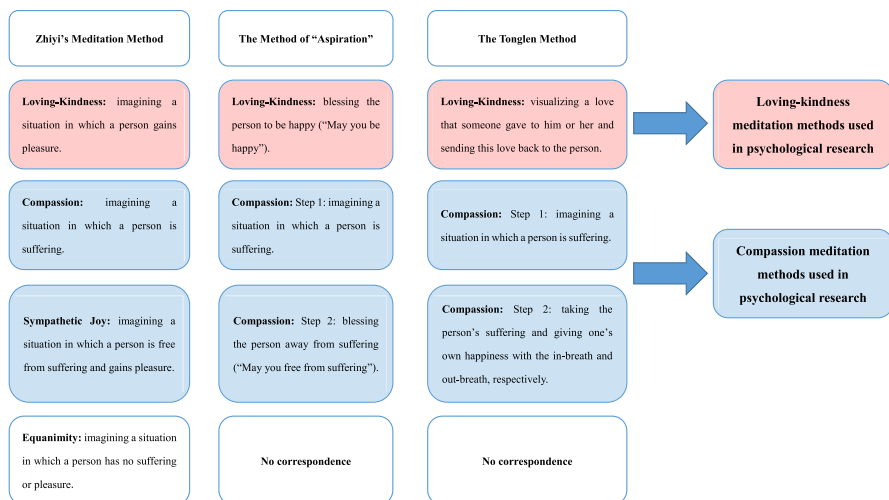 Zhiyi's Meditation Method
The Method of "Aspiration"
The Tonglen Method
Loving-Kindness: imagining a
situation in which a person gains
pleasure.
Loving-Kindness: blessing the
person to be happy ("May you be
happy").
Loving-Kindness: visualizing a love
that someone gave to him or her and
sending this love back to the person.
Loving-kindness
meditation methods used
in psychological research
Compassion: imagining a
situation in which a person is
suffering.
Compassion: Step 1: imagining a
situation in which a person is
suffering.
Compassion: Step 1: imagining a
situation in which a person is suffering.
Compassion meditation
methods used in
psychological research
Sympathetic Joy: imagining a
situation in which a person is free
from suffering and gains pleasure.
Compassion: Step 2: blessing
the person away from suffering
("May you free from suffering").
Compassion: Step 2: taking the
person's suffering and giving one's
own happiness with the in-breath and
out-breath, respectively.
Equanimity: imagining a situation
in which a person has no suffering
or pleasure.
No correspondence
No correspondence